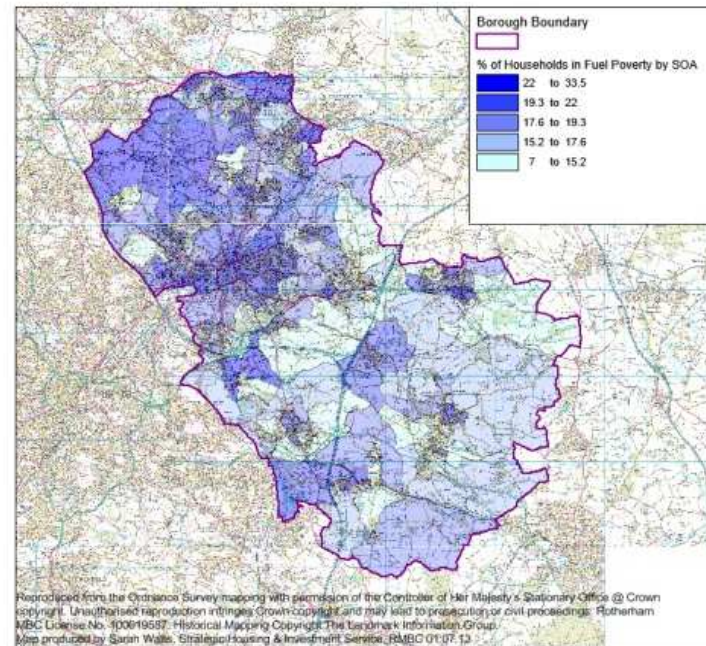 Borough Boundary
% of Households in Fuel Poverty by SOA
22 to 33.5
19.3 to 22
17.6 to 19.3
15.2 to 17.6
7 to 15.2
Reproduced from the Ordnance Survey mapping with permission of the Controller of Her Majesty's Stationary Office @ Crown
copyright. Unauthorised reproduction infringes Crown copyright and may lead to prosecution or civil proceedings. Rotherham
MBC License No. 100019587. Historical Mapping Copyright The Landmark Information Group.
Map produced by Sarah Watts, Strategic Housing & Investment Service, RMBC 01.07.13